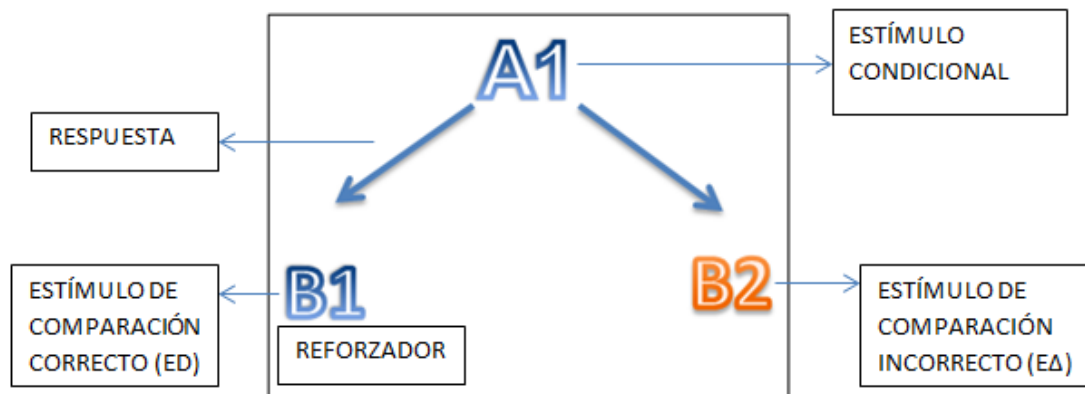 A1
ESTÍMULO
CONDICIONAL
RESPUESTA
B1
B2
ESTÍMULO DE
COMPARACIÓN
CORRECTO (ED)
REFORZADOR
ESTÍMULO DE
COMPARACIÓN
INCORRECTO (EΔ)